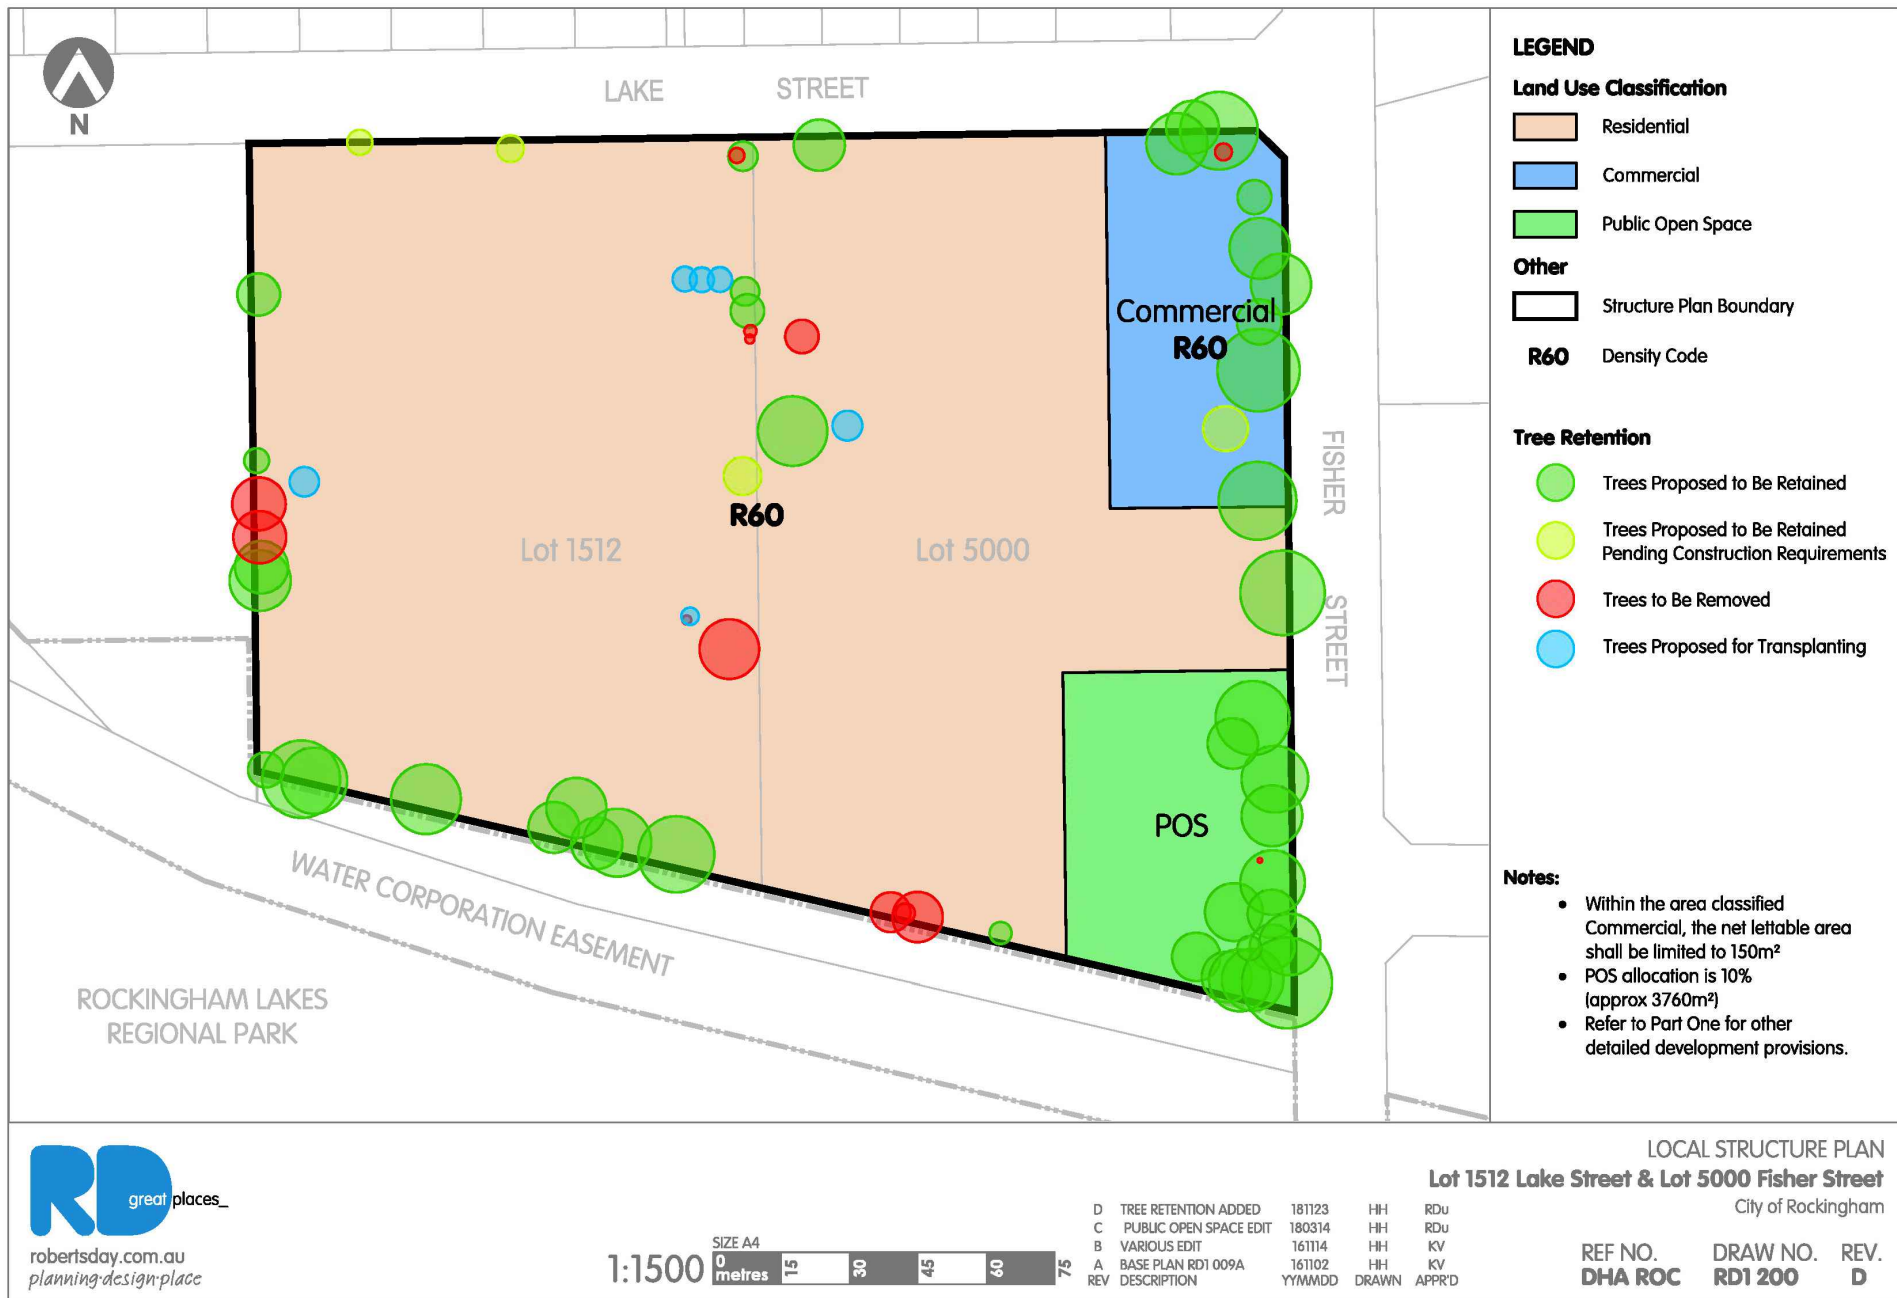 N
LAKE STREET
Commercial
R60
FISHER STREET
R60
Lot 1512
Lot 5000
POS
WATER CORPORATION EASEMENT
ROCKINGHAM LAKES
REGIONAL PARK
LEGEND
Land Use Classification
Residential
Commercial
Public Open Space
Other
Structure Plan Boundary
R60 Density Code
Tree Retention
Trees Proposed to Be Retained
Trees Proposed to Be Retained
Pending Construction Requirements
Trees to Be Removed
Trees Proposed for Transplanting
Notes:
• Within the area classified
Commercial, the net lettable area
shall be limited to 150m²
• POS allocation is 10%
(approx 3760m²)
• Refer to Part One for other
detailed development provisions.
RD great places_
robertsday.com.au
planning·design·place
SIZE A4
1:1500 0 metres 15 30 45 60 75
D TREE RETENTION ADDED 181123 HH RDu
C PUBLIC OPEN SPACE EDIT 180314 HH RDu
B VARIOUS EDIT 161114 HH KV
A BASE PLAN RD1 009A 161102 HH KV
REV DESCRIPTION YYMMDD DRAWN APPR'D
LOCAL STRUCTURE PLAN
Lot 1512 Lake Street & Lot 5000 Fisher Street
City of Rockingham
REF NO. DRAW NO. REV.
DHA ROC RD1 200 D